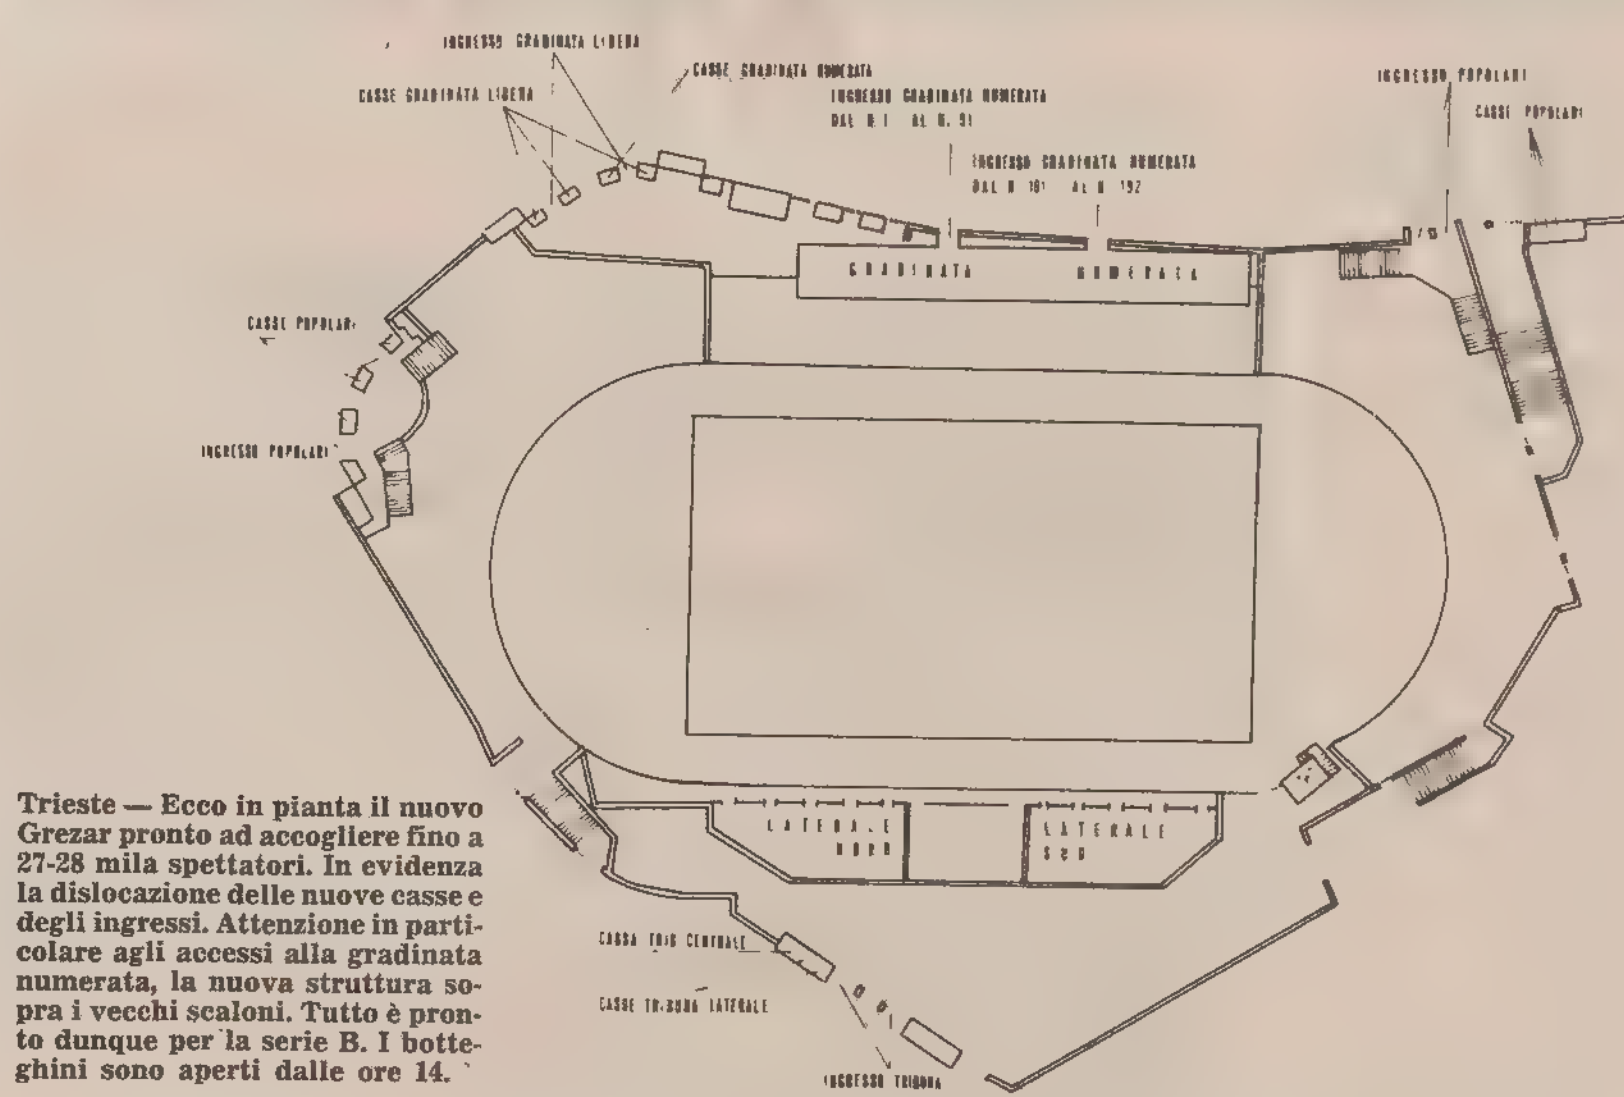 INGRESSO GRADINATA LIBERA
CASSE GRADINATA LIBERA
CASSE GRADINATA NUMERATA
INGRESSO GRADINATA NUMERATA
DAL N. 1 AL N. 91
INGRESSO GRADINATA NUMERATA
DAL N 101 AL N 192
INGRESSO POPOLARI
CASSE POPOLARI
GRADINATA NUMERATA
CASSE POPOLARI
INGRESSO POPOLARI
LATERALE
NORD
LATERALE
SUD
CASSA TRIB CENTRALE
CASSE TRIBUNA LATERALE
INGRESSO TRIBUNA
Trieste — Ecco in pianta il nuovo
Grezar pronto ad accogliere fino a
27-28 mila spettatori. In evidenza
la dislocazione delle nuove casse e
degli ingressi. Attenzione in parti-
colare agli accessi alla gradinata
numerata, la nuova struttura so-
pra i vecchi scaloni. Tutto è pron-
to dunque per la serie B. I botte-
ghini sono aperti dalle ore 14.